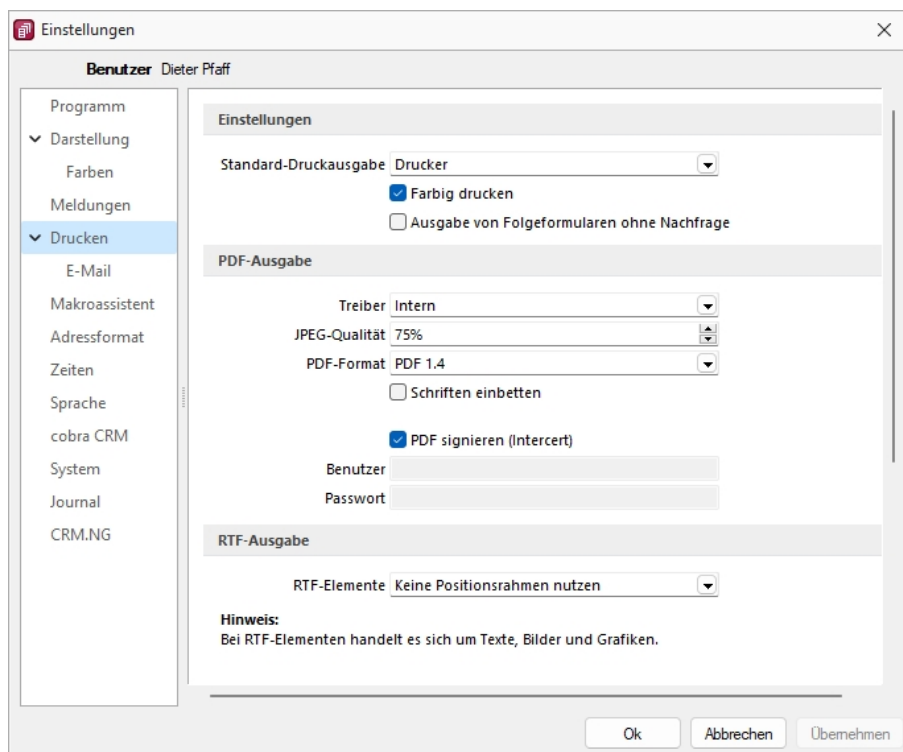 Einstellungen
Benutzer Dieter Pfaff
Programm
Darstellung
Farben
Meldungen
Drucken
E-Mail
Makroassistent
Adressformat
Zeiten
Sprache
cobra CRM
System
Journal
CRM.NG
Einstellungen
Standard-Druckausgabe Drucker
Farbig drucken
Ausgabe von Folgeformularen ohne Nachfrage
PDF-Ausgabe
Treiber Intern
JPEG-Qualität 75%
PDF-Format PDF 1.4
Schriften einbetten
PDF signieren (Intercert)
Benutzer
Passwort
RTF-Ausgabe
RTF-Elemente Keine Positionsrahmen nutzen
Hinweis:
Bei RTF-Elementen handelt es sich um Texte, Bilder und Grafiken.
Ok Abbrechen Übernehmen